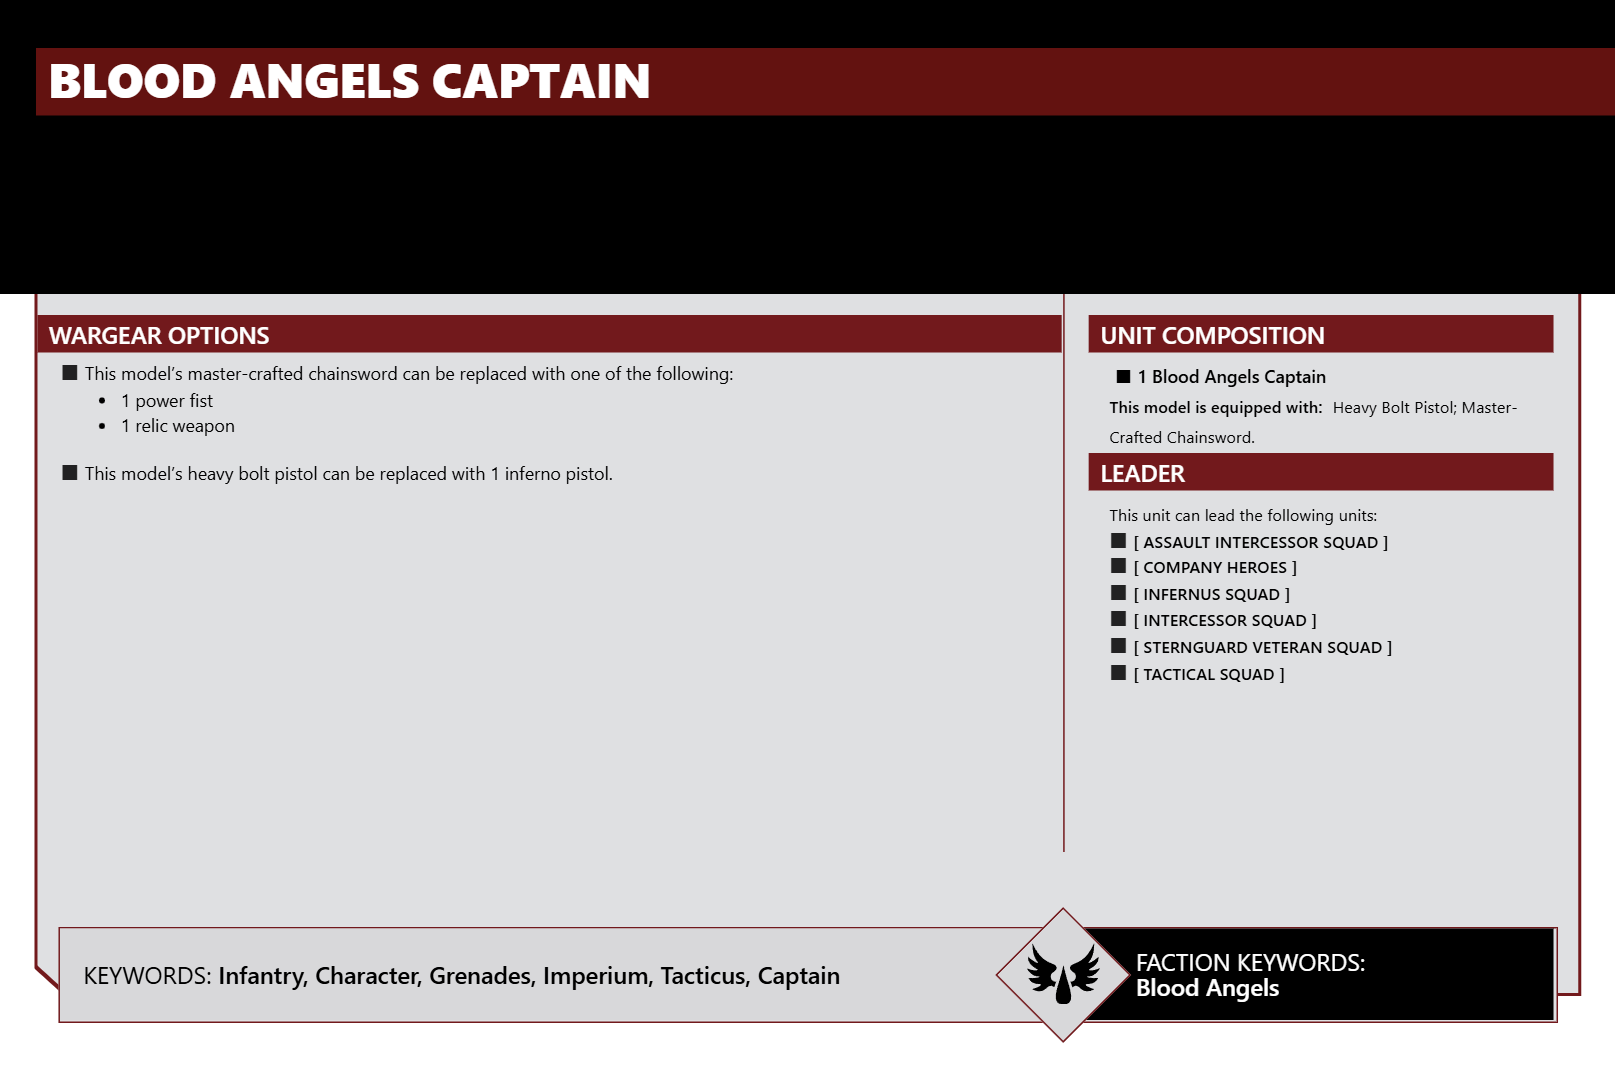 BLOOD ANGELS CAPTAIN
WARGEAR OPTIONS
This model's master-crafted chainsword can be replaced with one of the following:
• 1 power fist
• 1 relic weapon
This model's heavy bolt pistol can be replaced with 1 inferno pistol.
UNIT COMPOSITION
1 Blood Angels Captain
This model is equipped with: Heavy Bolt Pistol; Master-
Crafted Chainsword.
LEADER
This unit can lead the following units:
[ ASSAULT INTERCESSOR SQUAD ]
[ COMPANY HEROES ]
[ INFERNUS SQUAD ]
[ INTERCESSOR SQUAD ]
[ STERNGUARD VETERAN SQUAD ]
[ TACTICAL SQUAD ]
KEYWORDS: Infantry, Character, Grenades, Imperium, Tacticus, Captain
FACTION KEYWORDS:
Blood Angels